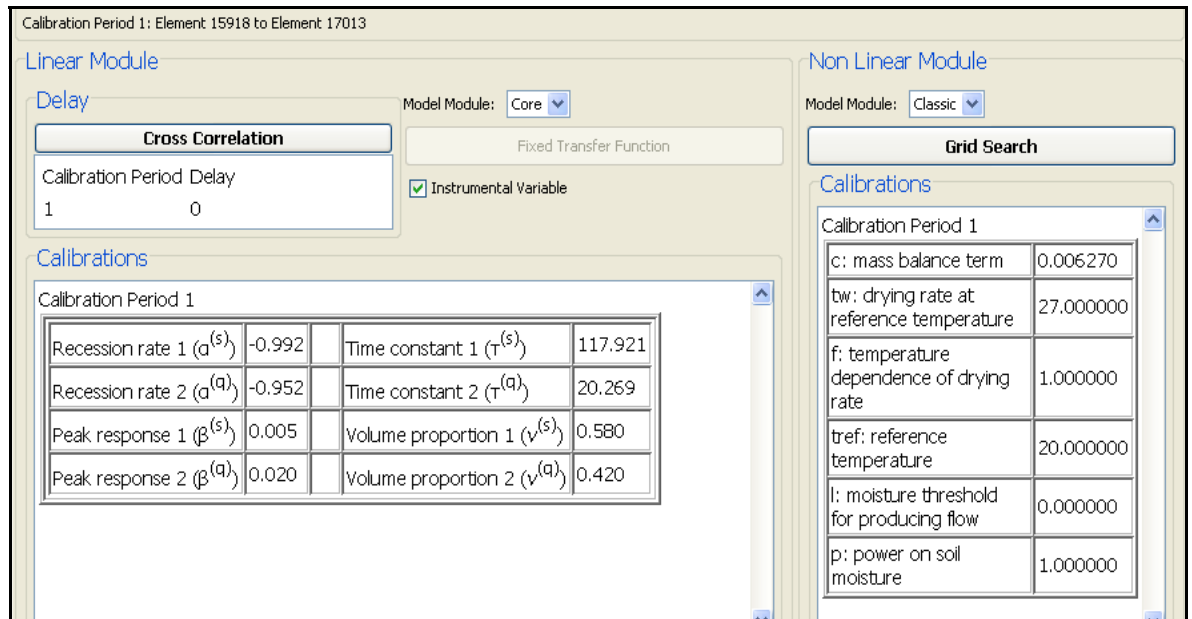 Calibration Period 1: Element 15918 to Element 17013
Linear Module
Delay
Cross Correlation
Calibration Period Delay
1 0
Model Module: Core
Fixed Transfer Function
Instrumental Variable
Calibrations
Calibration Period 1
Recession rate 1 (α(s)) -0.992 Time constant 1 (τ(s)) 117.921
Recession rate 2 (α(q)) -0.952 Time constant 2 (τ(q)) 20.269
Peak response 1 (β(s)) 0.005 Volume proportion 1 (ν(s)) 0.580
Peak response 2 (β(q)) 0.020 Volume proportion 2 (ν(q)) 0.420
Non Linear Module
Model Module: Classic
Grid Search
Calibrations
Calibration Period 1
c: mass balance term 0.006270
tw: drying rate at
reference temperature 27.000000
f: temperature
dependence of drying 1.000000
rate
tref: reference
temperature 20.000000
l: moisture threshold
for producing flow 0.000000
p: power on soil
moisture 1.000000